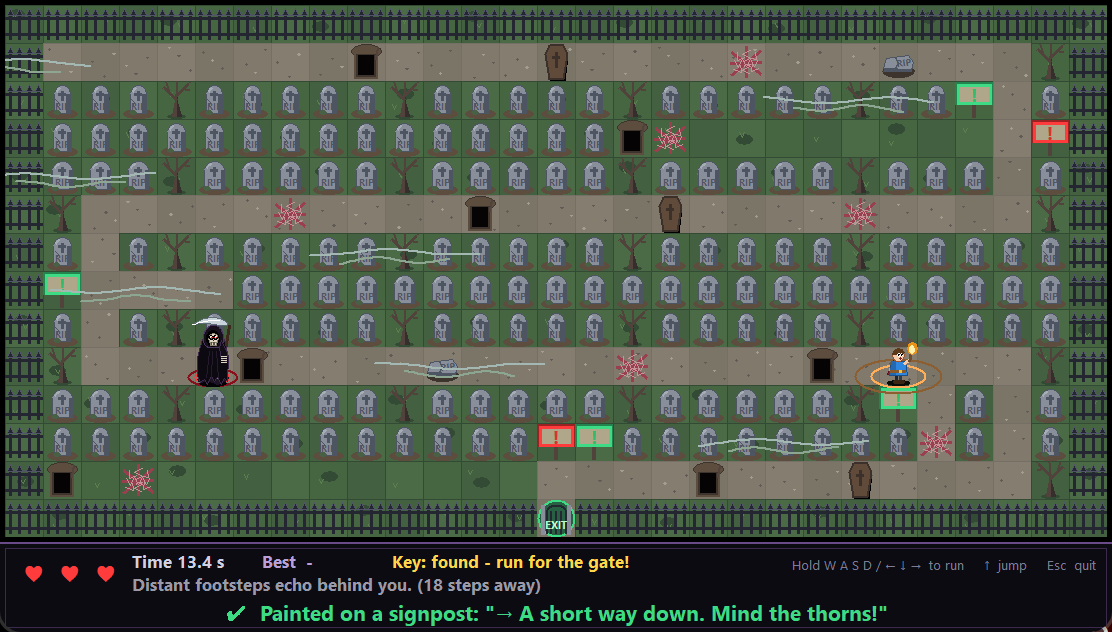 EXIT
Time 13.4 s Best - Key: found - run for the gate! Hold W A S D / ← ↓ → to run ↑ jump Esc quit
Distant footsteps echo behind you. (18 steps away)
✔ Painted on a signpost: "→ A short way down. Mind the thorns!"